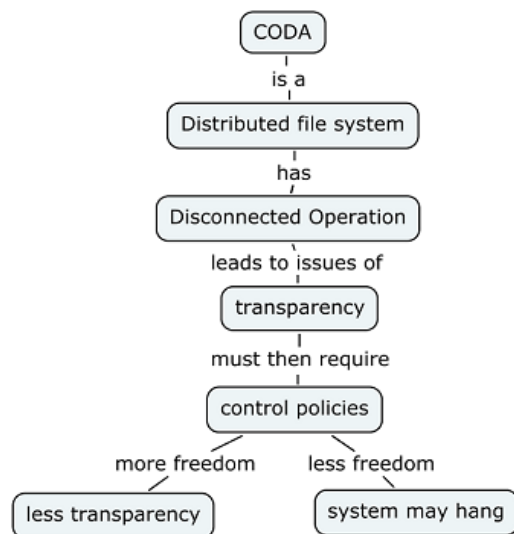 CODA
is a
Distributed file system
has
Disconnected Operation
leads to issues of
transparency
must then require
control policies
more freedom
less freedom
less transparency
system may hang